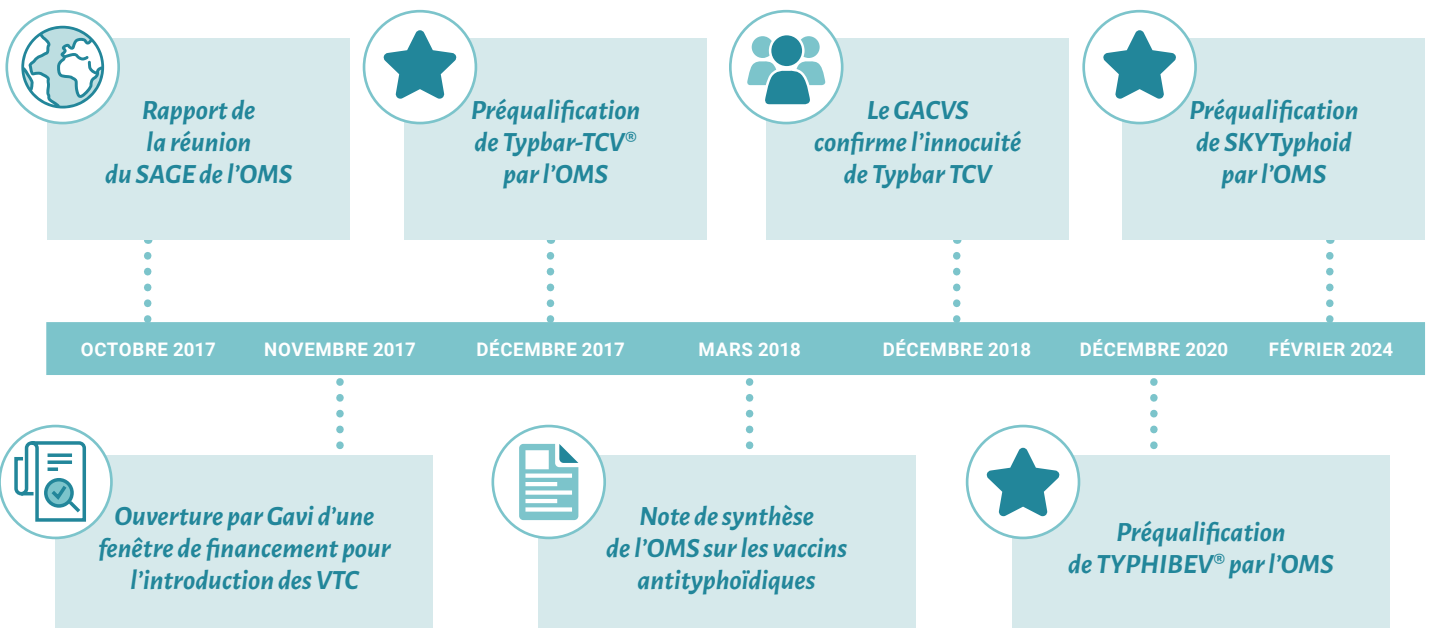 Rapport de
la réunion
du SAGE de l'OMS
Préqualification
de Typbar-TCV®
par l'OMS
Le GACVS
confirme l'innocuité
de Typbar TCV
Préqualification
de SKYTyphoid
par l'OMS
OCTOBRE 2017
NOVEMBRE 2017
DÉCEMBRE 2017
MARS 2018
DÉCEMBRE 2018
DÉCEMBRE 2020
FÉVRIER 2024
Ouverture par Gavi d'une
fenêtre de financement pour
l'introduction des VTC
Note de synthèse
de l'OMS sur les vaccins
antityphoïdiques
Préqualification
de TYPHIBEV® par l'OMS